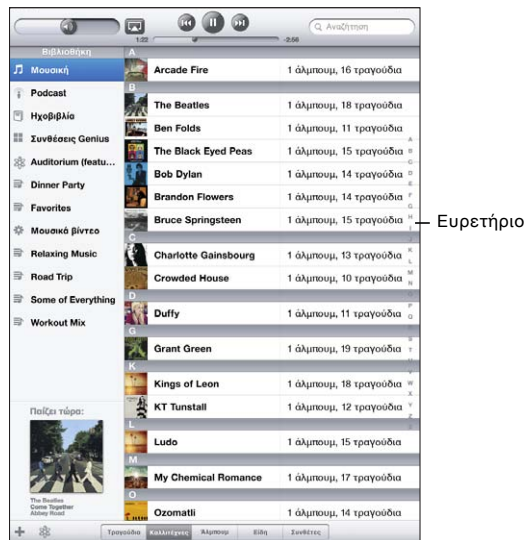 Αναζήτηση
1:22
-2:56
Βιβλιοθήκη
Μουσική
Podcast
Ηχοβιβλία
Συνθέσεις Genius
Auditorium (featu...
Dinner Party
Favorites
Μουσικά βίντεο
Relaxing Music
Road Trip
Some of Everything
Workout Mix
Παίζει τώρα:
The Beatles
Come Together
Abbey Road
A
Arcade Fire 1 άλμπουμ, 16 τραγούδια
B
The Beatles 1 άλμπουμ, 18 τραγούδια
Ben Folds 1 άλμπουμ, 11 τραγούδια
The Black Eyed Peas 1 άλμπουμ, 15 τραγούδια
Bob Dylan 1 άλμπουμ, 14 τραγούδια
Brandon Flowers 1 άλμπουμ, 14 τραγούδια
Bruce Springsteen 1 άλμπουμ, 15 τραγούδια
C
Charlotte Gainsbourg 1 άλμπουμ, 13 τραγούδια
Crowded House 1 άλμπουμ, 10 τραγούδια
D
Duffy 1 άλμπουμ, 11 τραγούδια
G
Grant Green 1 άλμπουμ, 19 τραγούδια
K
Kings of Leon 1 άλμπουμ, 18 τραγούδια
KT Tunstall 1 άλμπουμ, 12 τραγούδια
L
Ludo 1 άλμπουμ, 15 τραγούδια
M
My Chemical Romance 1 άλμπουμ, 17 τραγούδια
O
Ozomatli 1 άλμπουμ, 14 τραγούδια
Τραγούδια Καλλιτέχνες Άλμπουμ Είδη Συνθέτες
Ευρετήριο